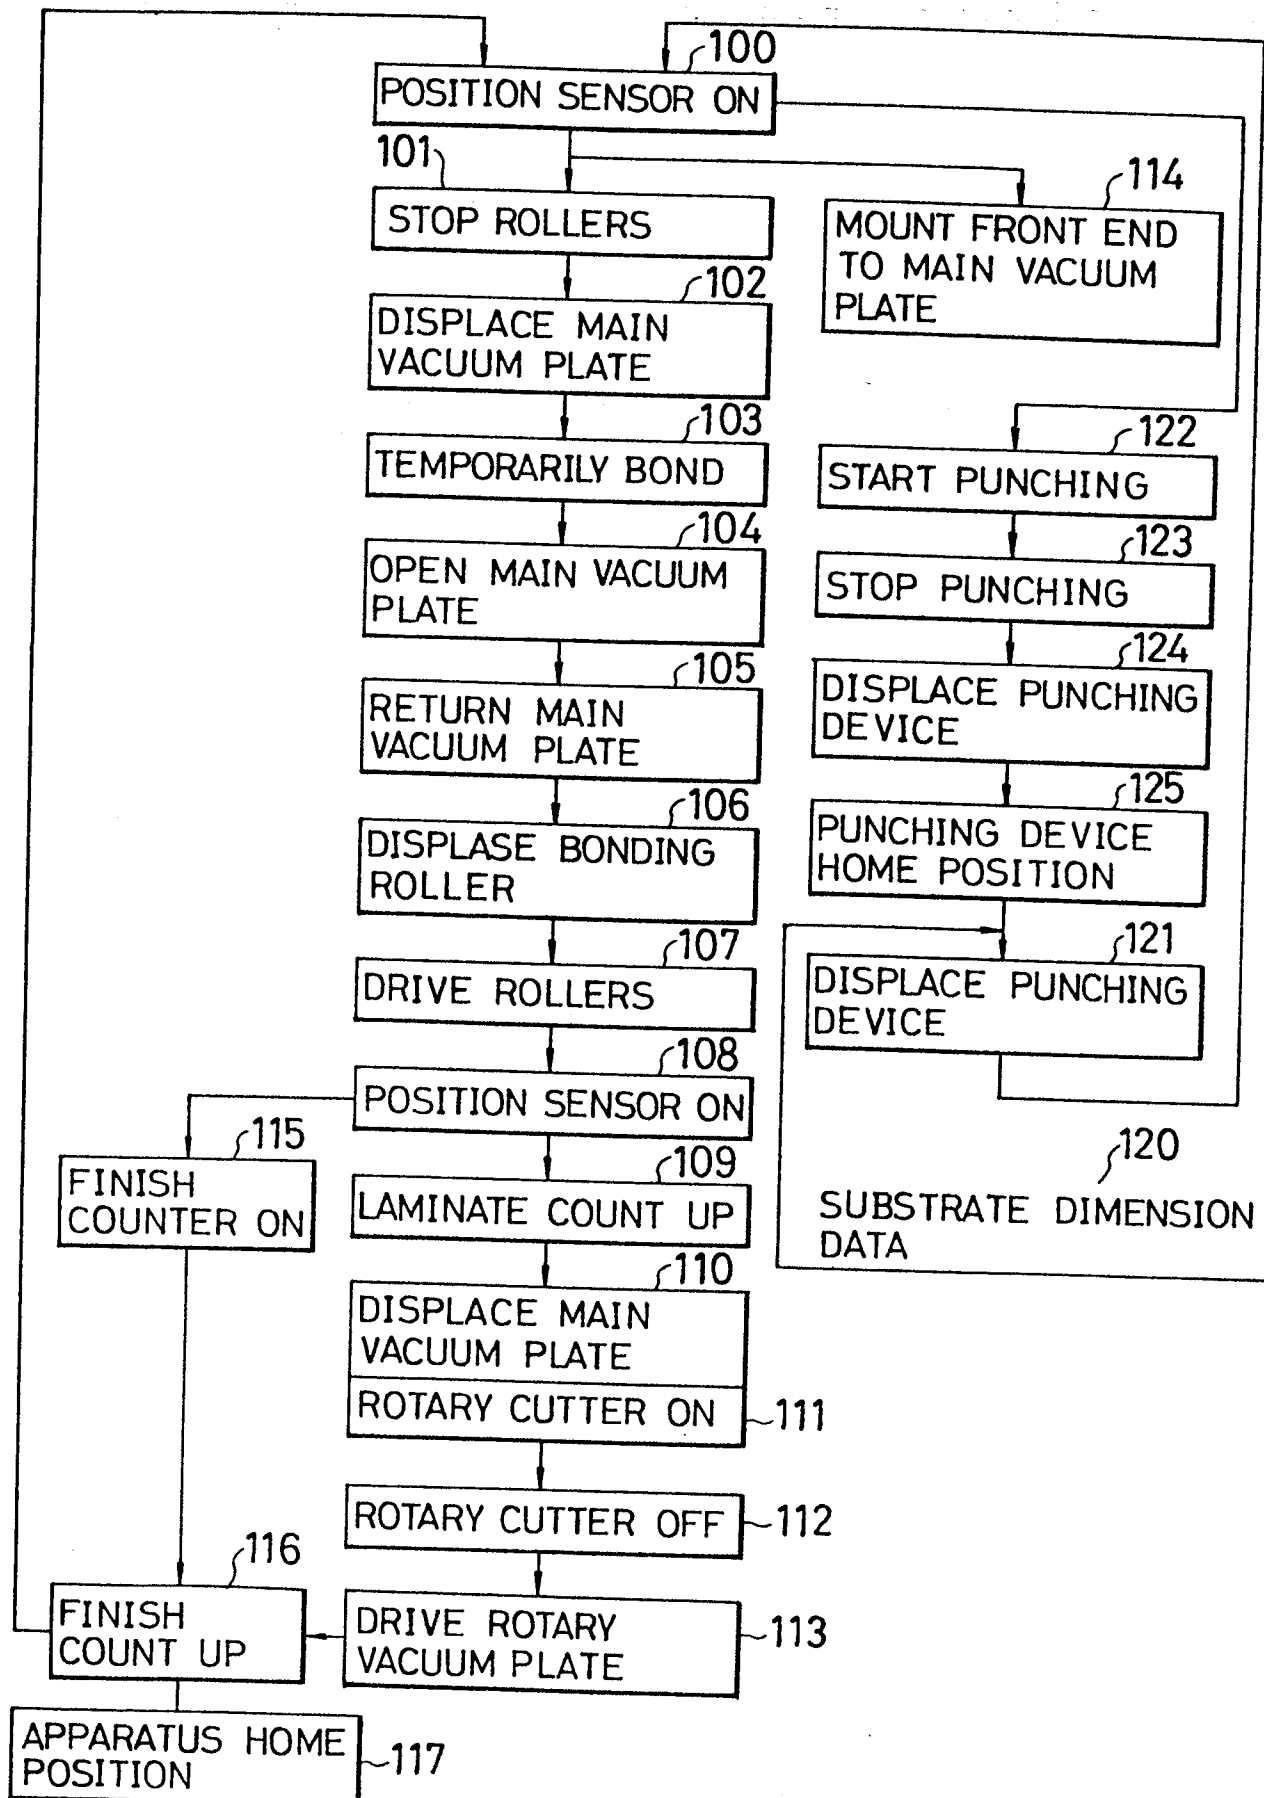 100
POSITION SENSOR ON
101
STOP ROLLERS
114
MOUNT FRONT END
TO MAIN VACUUM
PLATE
102
DISPLACE MAIN
VACUUM PLATE
103
TEMPORARILY BOND
122
START PUNCHING
104
OPEN MAIN VACUUM
PLATE
123
STOP PUNCHING
105
RETURN MAIN
VACUUM PLATE
124
DISPLACE PUNCHING
DEVICE
106
DISPLASE BONDING
ROLLER
125
PUNCHING DEVICE
HOME POSITION
107
DRIVE ROLLERS
121
DISPLACE PUNCHING
DEVICE
108
POSITION SENSOR ON
115
FINISH
COUNTER ON
109
LAMINATE COUNT UP
120
SUBSTRATE DIMENSION
DATA
110
DISPLACE MAIN
VACUUM PLATE
ROTARY CUTTER ON
111
ROTARY CUTTER OFF
112
116
FINISH
COUNT UP
DRIVE ROTARY
VACUUM PLATE
113
APPARATUS HOME
POSITION
117